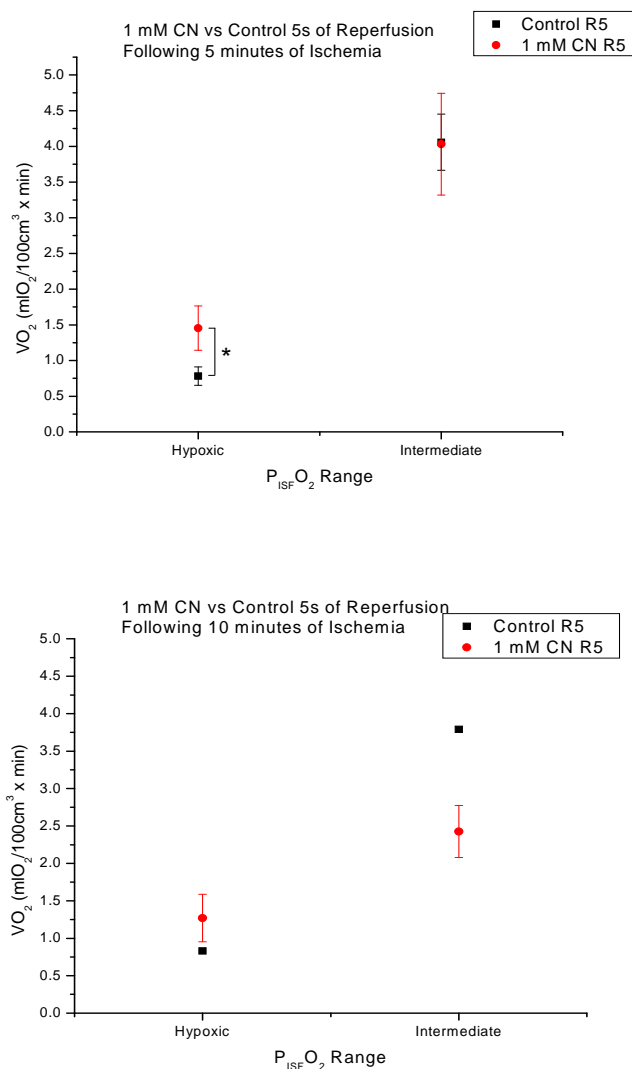 1 mM CN vs Control 5s of Reperfusion
Following 5 minutes of Ischemia
Control R5
1 mM CN R5
5.0
4.5
4.0
3.5
3.0
2.5
2.0
1.5
1.0
0.5
0.0
VO₂ (mlO₂/100cm³ x min)
*
Hypoxic
Intermediate
P_ISF O₂ Range
1 mM CN vs Control 5s of Reperfusion
Following 10 minutes of Ischemia
Control R5
1 mM CN R5
5.0
4.5
4.0
3.5
3.0
2.5
2.0
1.5
1.0
0.5
0.0
VO₂ (mlO₂/100cm³ x min)
Hypoxic
Intermediate
P_ISF O₂ Range